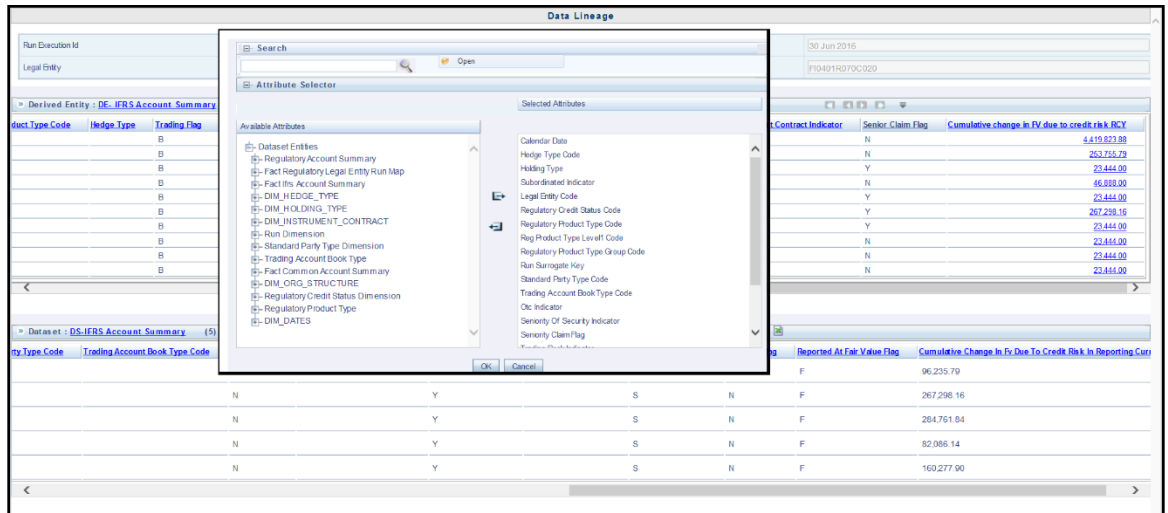 Data Lineage
Run Execution Id
30 Jun 2016
Legal Entity
FI0401R070C020
Search
Open
Attribute Selector
Selected Attributes
Available Attributes
Dataset Entities
Regulatory Account Summary
Fact Regulatory Legal Entity Run Map
Fact Ifrs Account Summary
DIM_HEDGE_TYPE
DIM_HOLDING_TYPE
DIM_INSTRUMENT_CONTRACT
Run Dimension
Standard Party Type Dimension
Trading Account Book Type
Fact Common Account Summary
DIM_ORG_STRUCTURE
Regulatory Credit Status Dimension
Regulatory Product Type
DIM_DATES
Calendar Date
Hedge Type Code
Holding Type
Subordinated Indicator
Legal Entity Code
Regulatory Credit Status Code
Regulatory Product Type Code
Reg Product Type Level1 Code
Regulatory Product Type Group Code
Run Surrogate Key
Standard Party Type Code
Trading Account Book Type Code
Otc Indicator
Seniority Of Security Indicator
Seniority Claim Flag
OK Cancel
Derived Entity : DE- IFRS Account Summary
duct Type Code Hedge Type Trading Flag t Contract Indicator Senior Claim Flag Cumulative change in FV due to credit risk RCY
B N 4,419,823.88
B N 253,755.79
B Y 23,444.00
B N 46,888.00
B Y 23,444.00
B Y 267,298.16
B Y 23,444.00
B N 23,444.00
B N 23,444.00
B N 23,444.00
Dataset : DS-IFRS Account Summary (5)
rty Type Code Trading Account Book Type Code ag Reported At Fair Value Flag Cumulative Change In Fv Due To Credit Risk In Reporting Curr
F 96,235.79
N Y S N F 267,298.16
N Y S N F 284,761.84
N Y S N F 82,086.14
N Y S N F 160,277.90